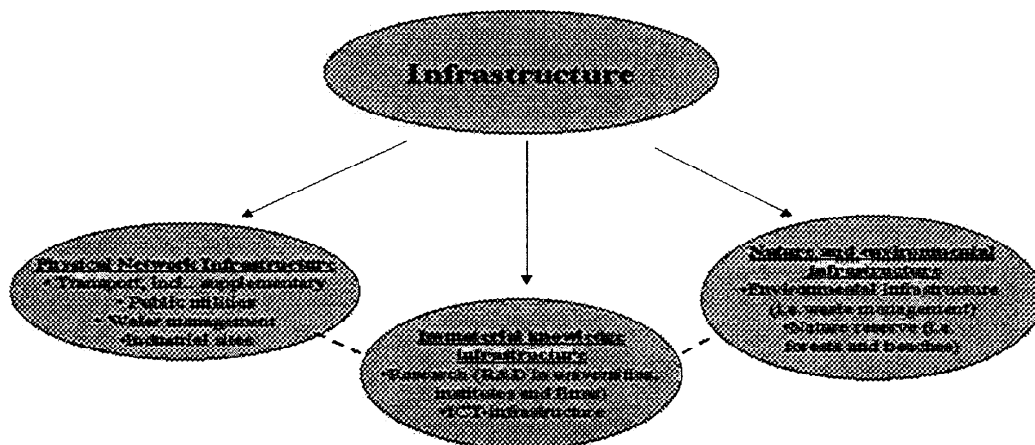 Infrastructure
Physical Network Infrastructure
• Transport, incl. supplementary
• Public utilities
• Water management
•Industrial sites
Immaterial knowledge
infrastructure
•Research (R&D in universities,
institutes and firms)
•ICT-infrastructure
Nature and environmental
infrastructure
•Environmental infrastructure
(i.e. waste management)
•Nature reserve (i.e.
forests and beaches)